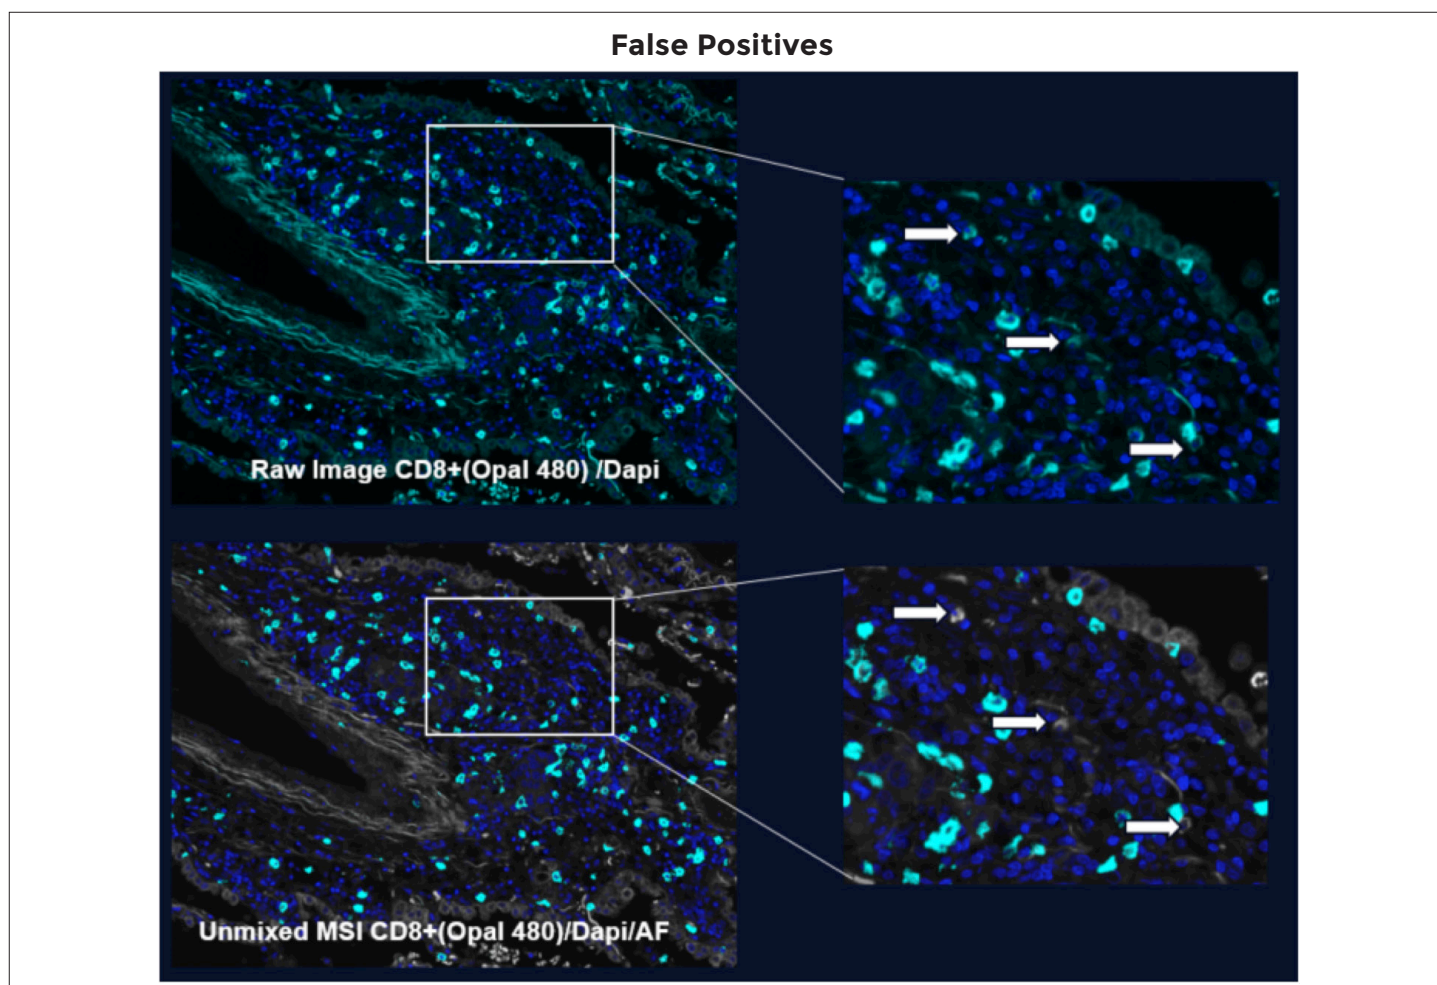 False Positives
Raw Image CD8+(Opal 480) /Dapi
Unmixed MSI CD8+(Opal 480)/Dapi/AF